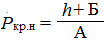 Pкр.н = (h+Б)/А